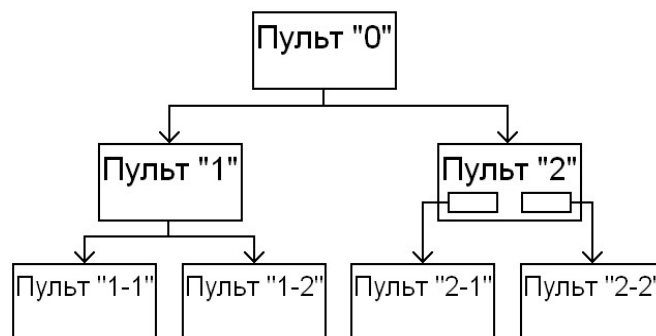 Пульт "0"
Пульт "1"
Пульт "2"
Пульт "1-1"
Пульт "1-2"
Пульт "2-1"
Пульт "2-2"